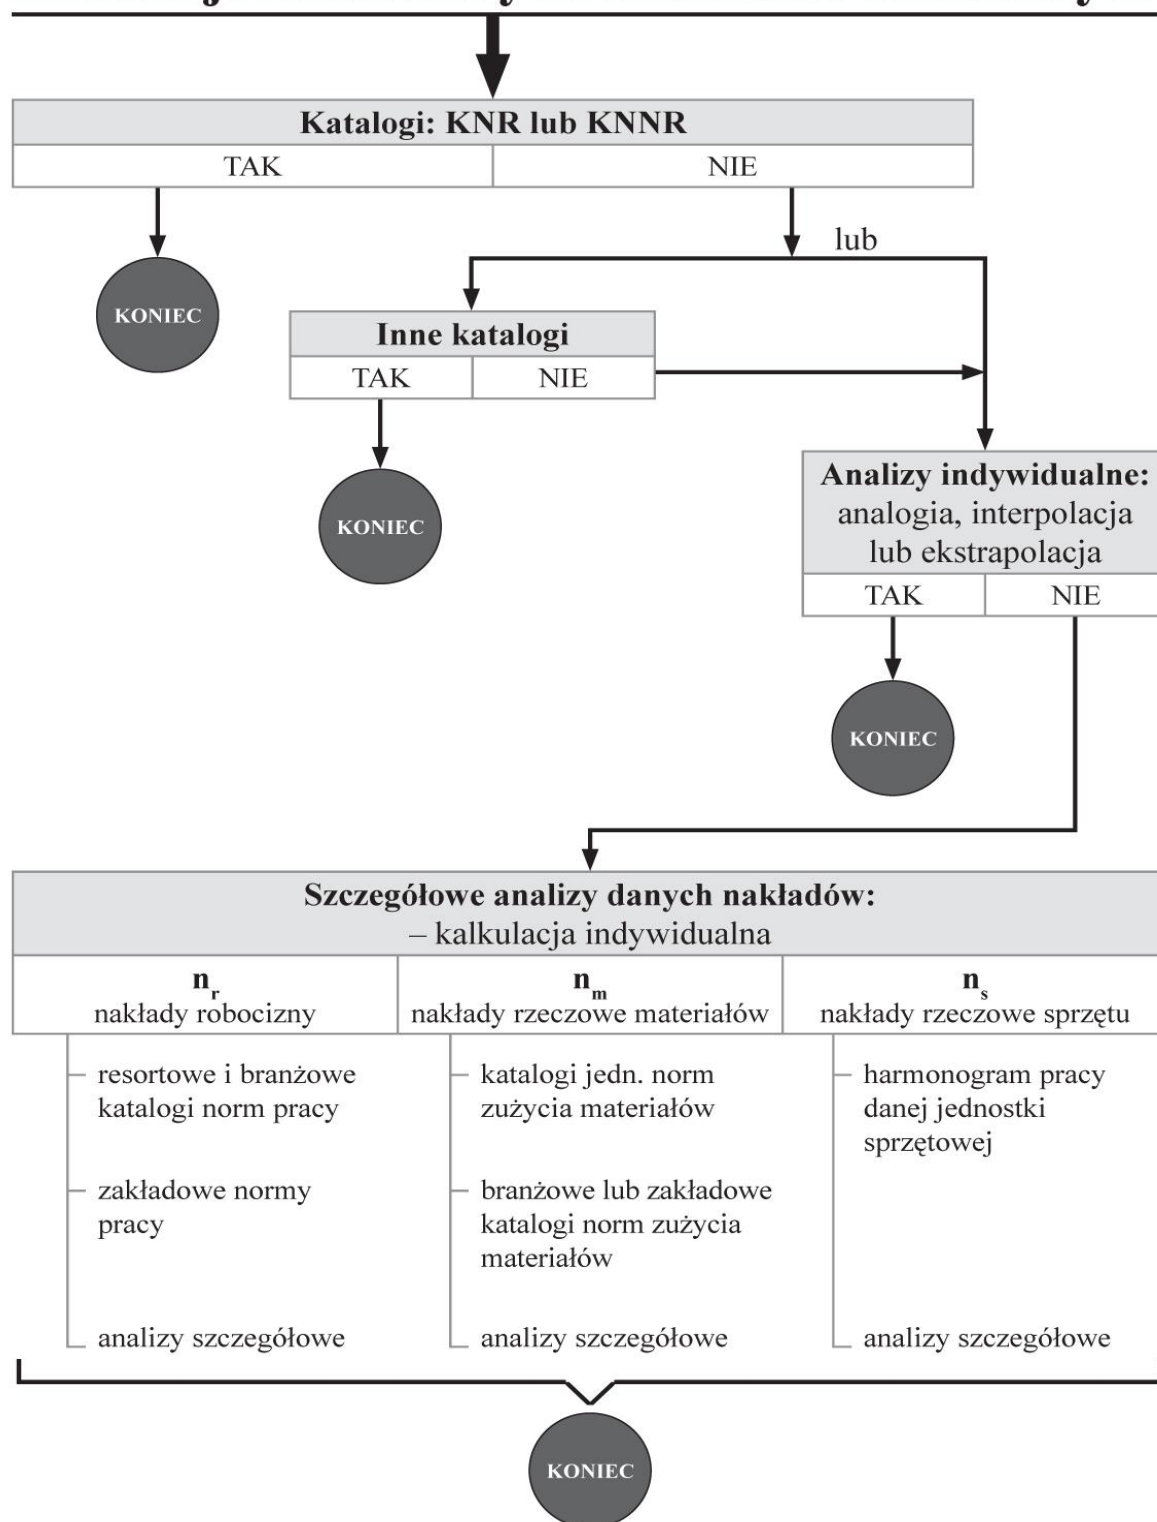 Katalogi: KNR lub KNNR
TAK
NIE
lub
KONIEC
Inne katalogi
TAK
NIE
KONIEC
Analizy indywidualne:
analogia, interpolacja
lub ekstrapolacja
TAK
NIE
KONIEC
Szczegółowe analizy danych nakładów:
– kalkulacja indywidualna
nr
nakłady robocizny
nm
nakłady rzeczowe materiałów
ns
nakłady rzeczowe sprzętu
resortowe i branżowe
katalogi norm pracy
zakładowe normy
pracy
analizy szczegółowe
katalogi jedn. norm
zużycia materiałów
branżowe lub zakładowe
katalogi norm zużycia
materiałów
analizy szczegółowe
harmonogram pracy
danej jednostki
sprzętowej
analizy szczegółowe
KONIEC